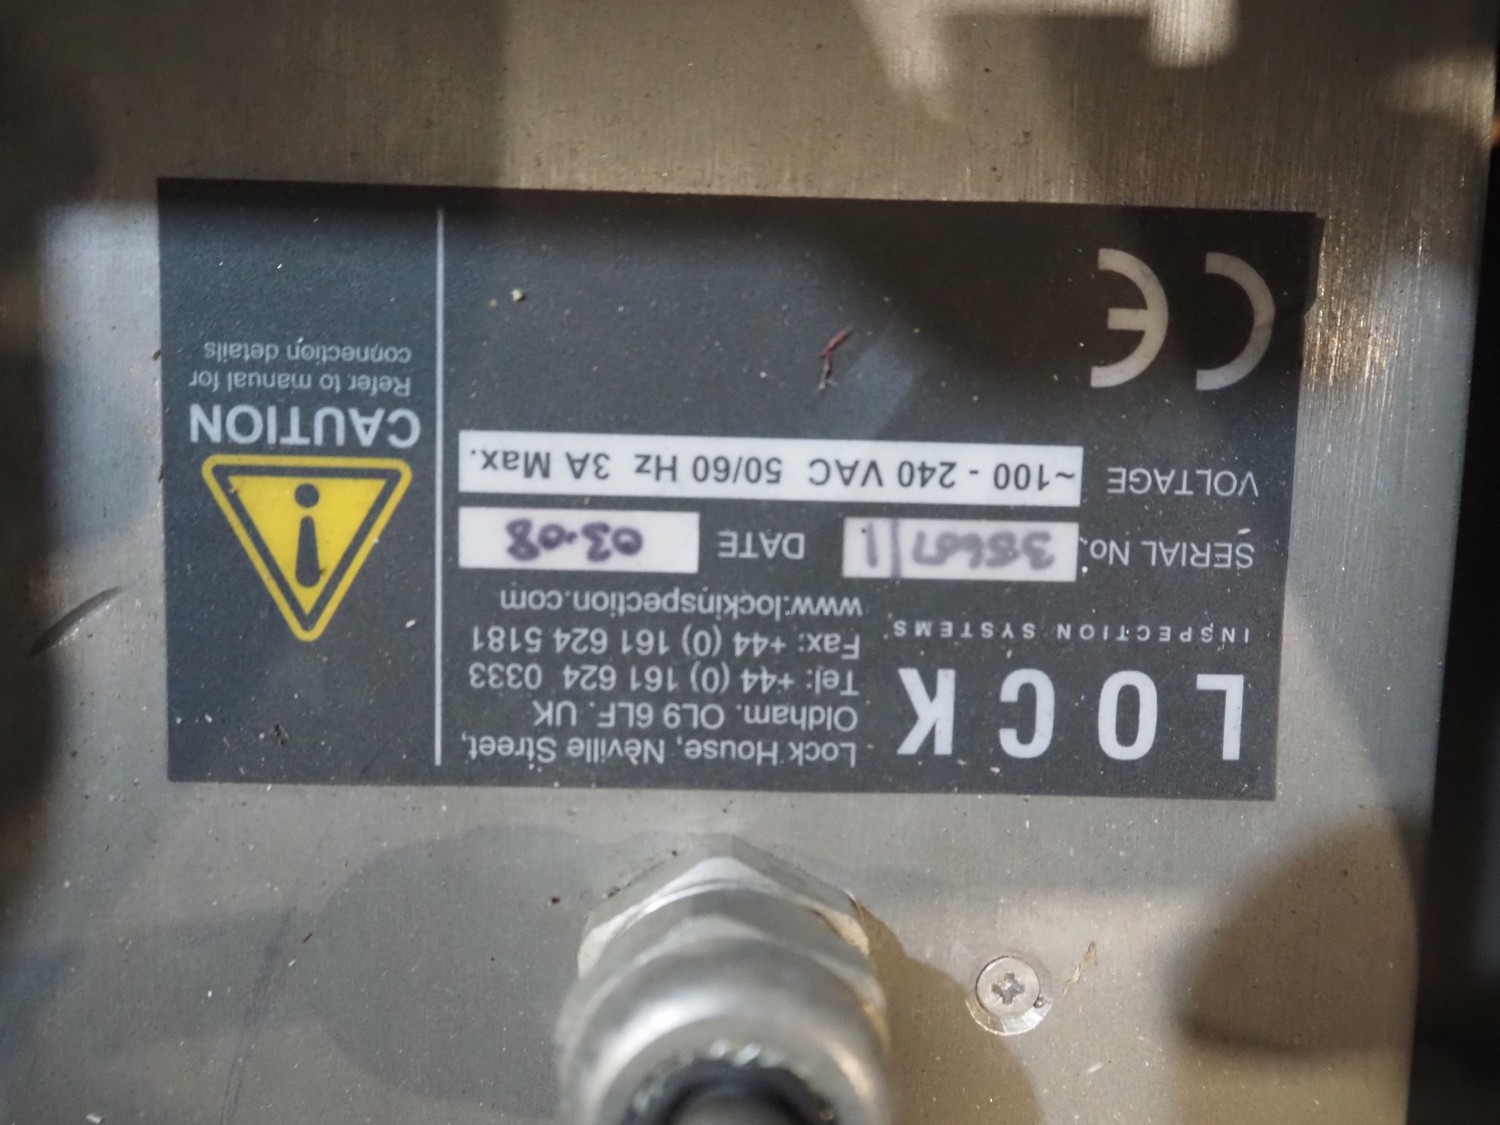 LOCK
INSPECTION SYSTEMS
Lock House, Neville Street,
Oldham. OL9 6LF. UK
Tel: +44 (0) 161 624 0333
Fax: +44 (0) 161 624 5181
www.lockinspection.com
SERIAL No.
DATE 03.08
VOLTAGE ~100 - 240 VAC 50/60 Hz 3A Max.
CE
CAUTION
Refer to manual for
connection details